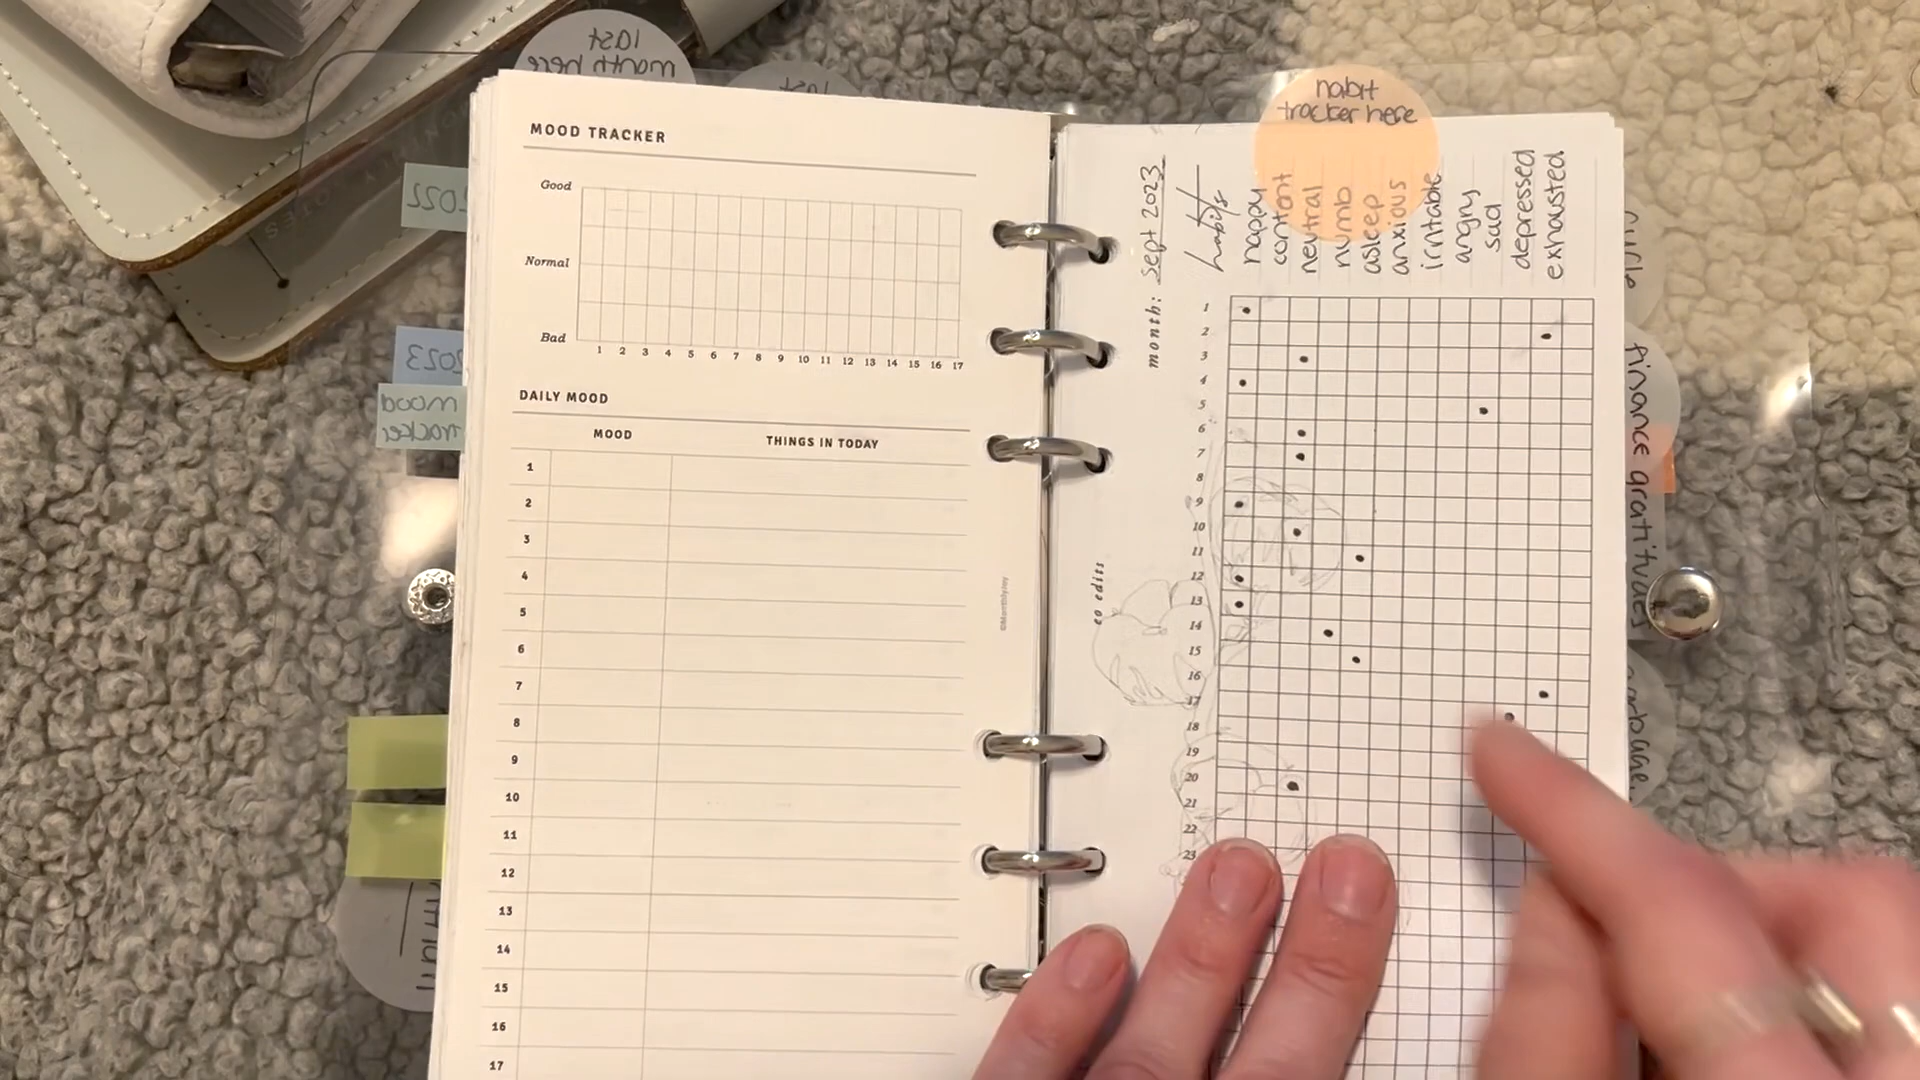 last
month here
2022
2023
mood
tracker
MOOD TRACKER
Good
Normal
Bad
1 2 3 4 5 6 7 8 9 10 11 12 13 14 15 16 17
DAILY MOOD
MOOD THINGS IN TODAY
1
2
3
4
5
6
7
8
9
10
11
12
13
14
15
16
17
habit
tracker here
month: Sept 2023
habits
happy
content
neutral
numb
asleep
anxious
irritable
angry
sad
depressed
exhausted
1
2
3
4
5
6
7
8
9
10
11
12
13
14
15
16
17
18
19
20
21
22
23
co edits
finance
gratitudes